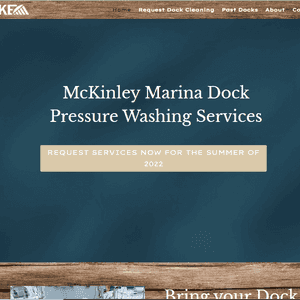 KE
Home Request Dock Cleaning Past Docks About Co
McKinley Marina Dock
Pressure Washing Services
REQUEST SERVICES NOW FOR THE SUMMER OF
2022
Bring your Dock